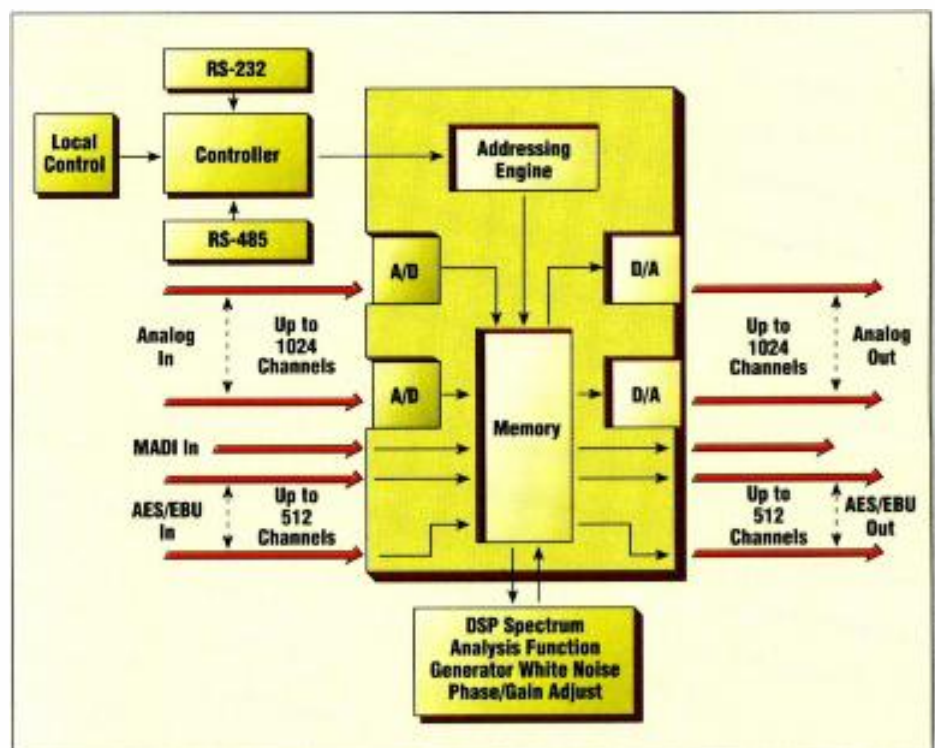 RS-232
Local
Control
Controller
Addressing
Engine
RS-485
A/D
D/A
Analog
In
Up to
1024
Channels
Up to
1024
Channels
Analog
Out
A/D
D/A
Memory
MADI In
AES/EBU
In
Up to
512
Channels
Up to
512
Channels
AES/EBU
Out
DSP Spectrum
Analysis Function
Generator White Noise
Phase/Gain Adjust